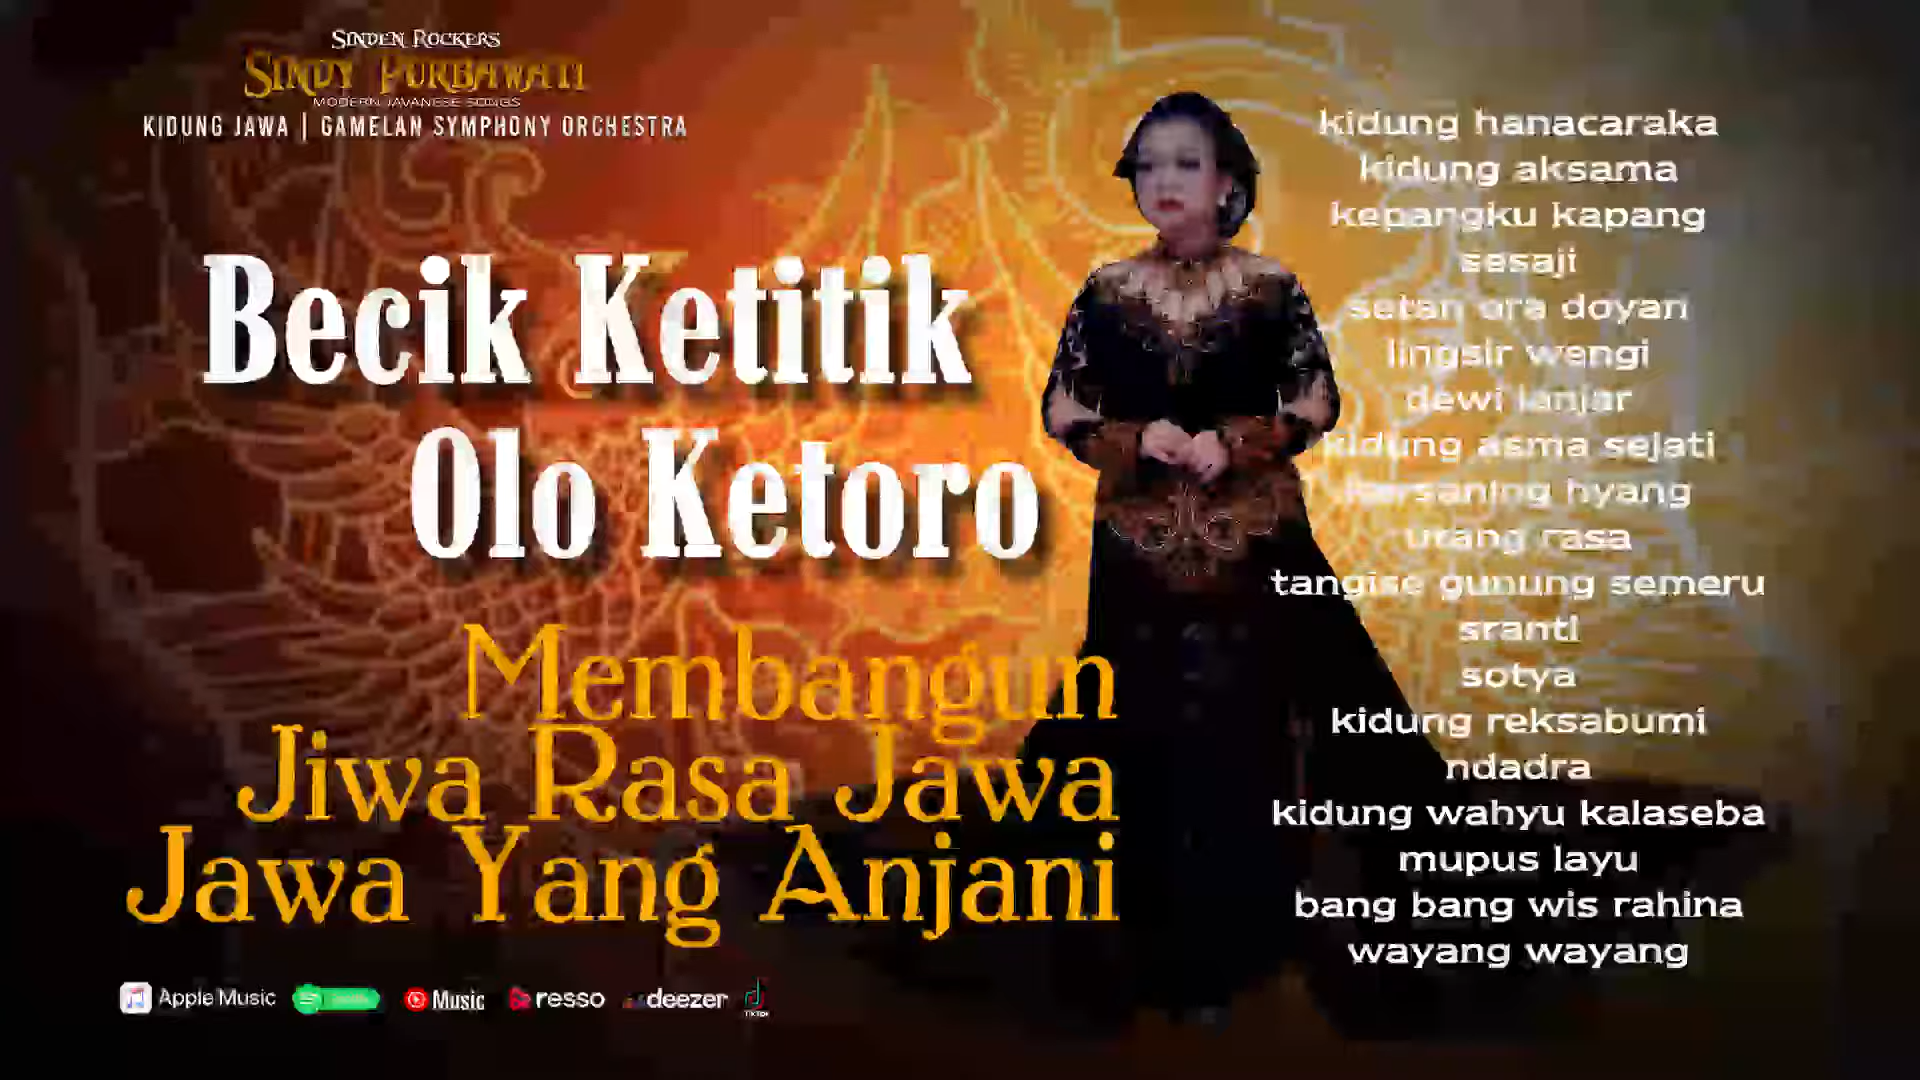 Sinden Rockers
Sindy Purbawati
MODERN JAVANESE SONGS
KIDUNG JAWA | GAMELAN SYMPHONY ORCHESTRA
Becik Ketitik
Olo Ketoro
Membangun
Jiwa Rasa Jawa
Jawa Yang Anjani
kidung hanacaraka
kidung aksama
kepangku kapang
sesaji
setan ora doyan
lingsir wengi
dewi lanjar
kidung asma sejati
kersaning hyang
utang rasa
tangise gunung semeru
sranti
sotya
kidung reksabumi
ndadra
kidung wahyu kalaseba
mupus layu
bang bang wis rahina
wayang wayang
Apple Music
Music
resso
deezer
TikTok